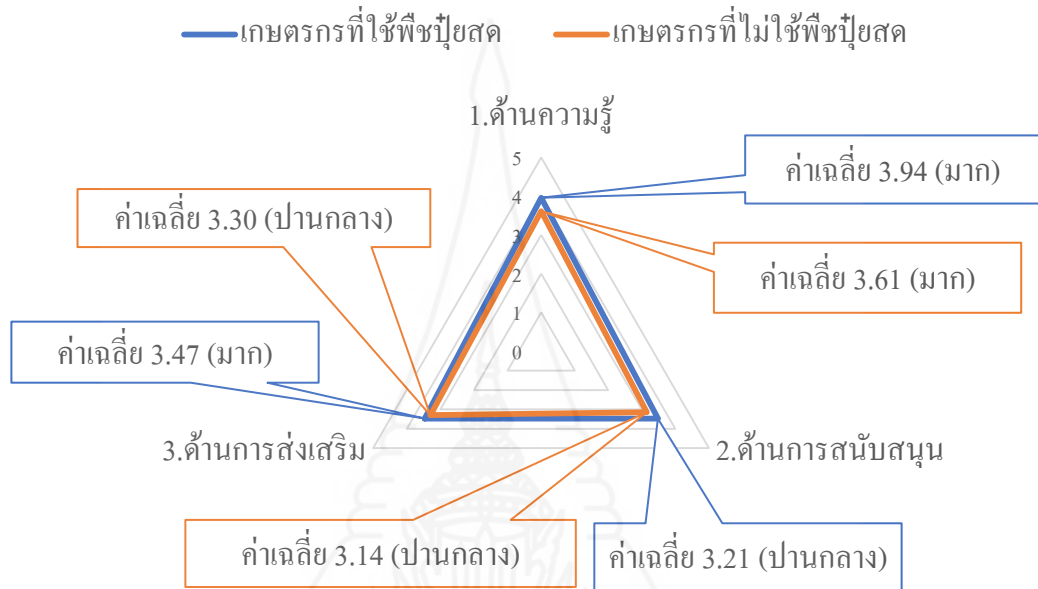 เกษตรกรที่ใช้พืชปุ๋ยสด เกษตรกรที่ไม่ใช้พืชปุ๋ยสด
1.ด้านความรู้
5
4
3
2
1
0
ค่าเฉลี่ย 3.94 (มาก)
ค่าเฉลี่ย 3.30 (ปานกลาง)
ค่าเฉลี่ย 3.61 (มาก)
ค่าเฉลี่ย 3.47 (มาก)
3.ด้านการส่งเสริม
2.ด้านการสนับสนุน
ค่าเฉลี่ย 3.14 (ปานกลาง)
ค่าเฉลี่ย 3.21 (ปานกลาง)